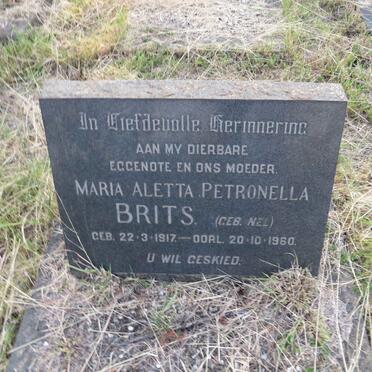 In Liefdevolle Herinnering
AAN MY DIERBARE
EGGENOTE EN ONS MOEDER.
MARIA ALETTA PETRONELLA
BRITS. (GEB. NEL)
GEB. 22-3-1917 — OORL. 20-10-1960.
U WIL GESKIED.